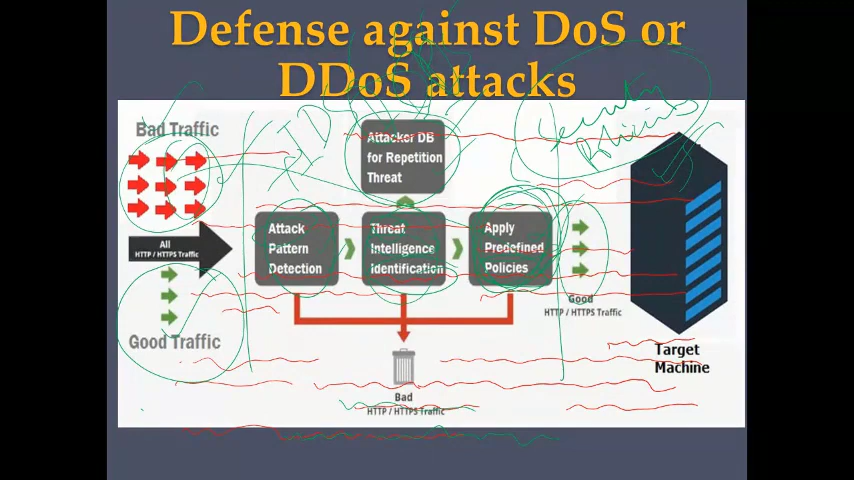 Defense against DoS or
DDoS attacks
Bad Traffic
Attacker DB
for Repetition
Threat
Attack
Pattern
Detection
Threat
Intelligence
Identification
Apply
Predefined
Policies
All
HTTP / HTTPS Traffic
Good Traffic
Good
HTTP / HTTPS Traffic
Bad
HTTP / HTTPS Traffic
Target
Machine
Security